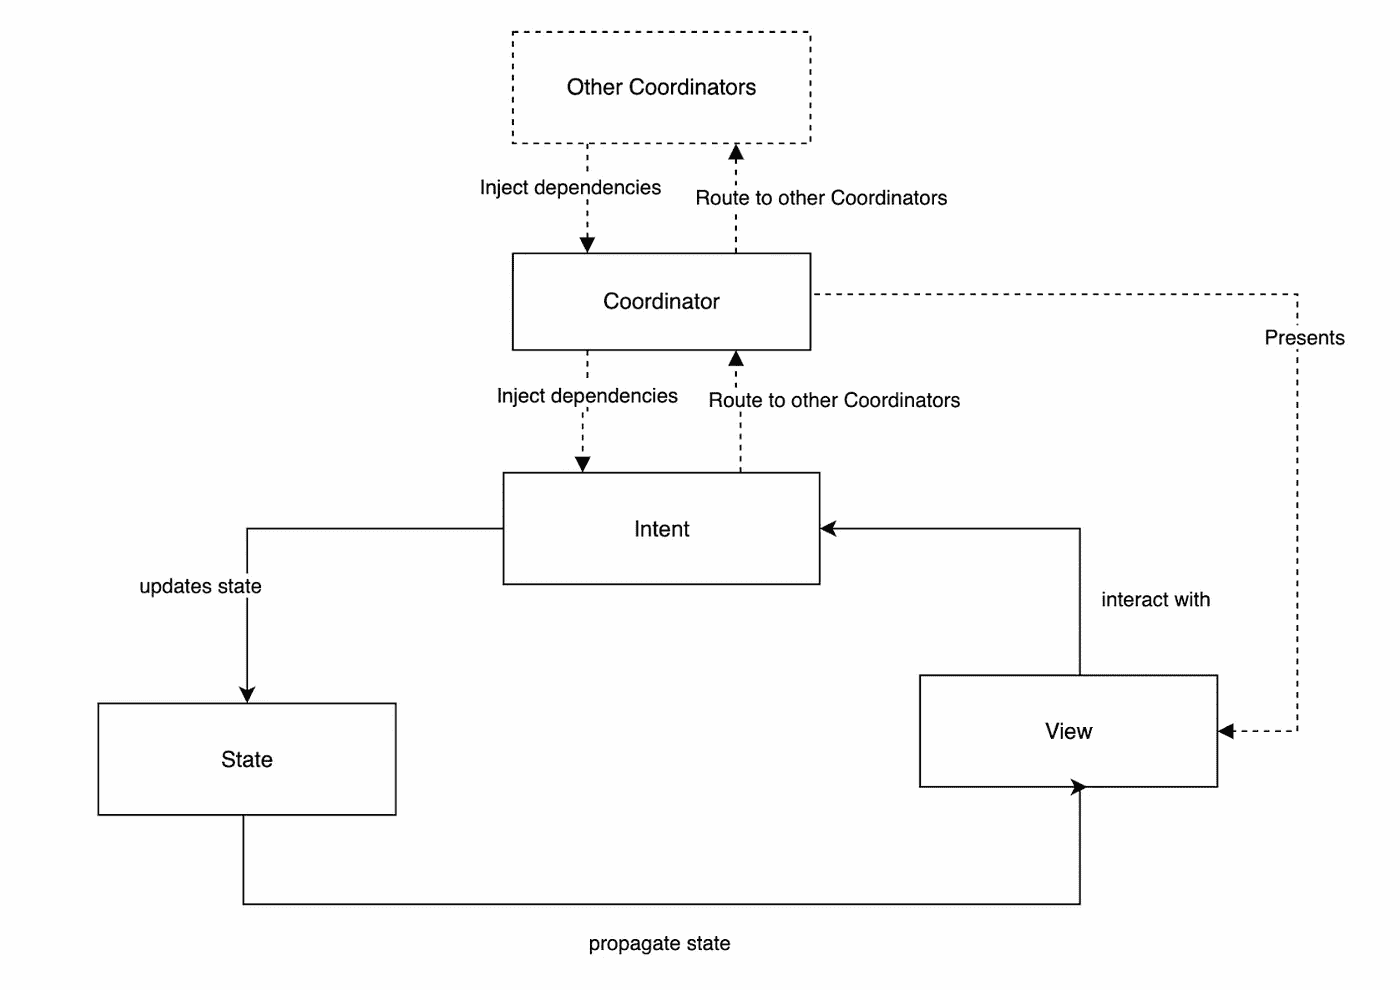 Other Coordinators
Inject dependencies
Route to other Coordinators
Coordinator
Presents
Inject dependencies
Route to other Coordinators
Intent
updates state
interact with
View
State
propagate state